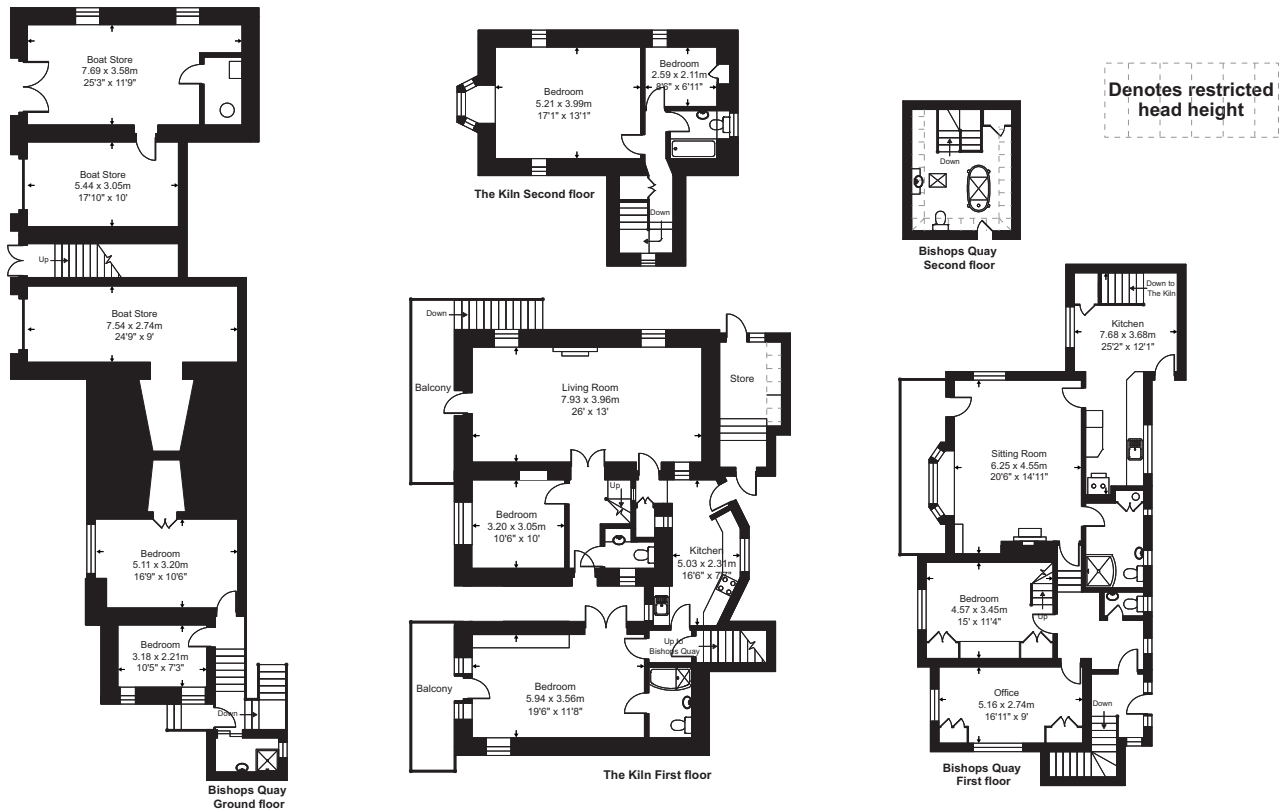 Boat Store
7.69 x 3.58m
25'3" x 11'9"
Boat Store
5.44 x 3.05m
17'10" x 10'
Up
Boat Store
7.54 x 2.74m
24'9" x 9'
Bedroom
5.11 x 3.20m
16'9" x 10'6"
Bedroom
3.18 x 2.21m
10'5" x 7'3"
Down
Bishops Quay
Ground floor
Bedroom
5.21 x 3.99m
17'1" x 13'1"
Bedroom
2.59 x 2.11m
8'6" x 6'11"
Down
The Kiln Second floor
Down
Balcony
Living Room
7.93 x 3.96m
26' x 13'
Store
Up
Bedroom
3.20 x 3.05m
10'6" x 10'
Kitchen
5.03 x 2.31m
16'6" x 7'7"
Up to
Bishops Quay
Balcony
Bedroom
5.94 x 3.56m
19'6" x 11'8"
The Kiln First floor
Denotes restricted
head height
Down
Bishops Quay
Second floor
Down to
The Kiln
Kitchen
7.68 x 3.68m
25'2" x 12'1"
Sitting Room
6.25 x 4.55m
20'6" x 14'11"
Bedroom
4.57 x 3.45m
15' x 11'4"
Up
Office
5.16 x 2.74m
16'11" x 9'
Down
Bishops Quay
First floor